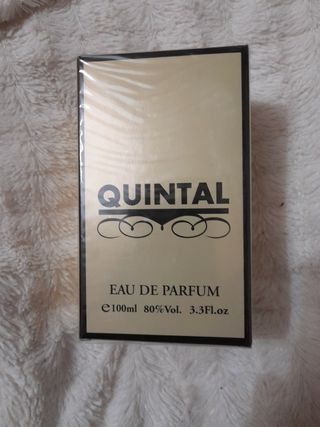 QUINTAL
EAU DE PARFUM
℮100ml 80%Vol. 3.3Fl.oz